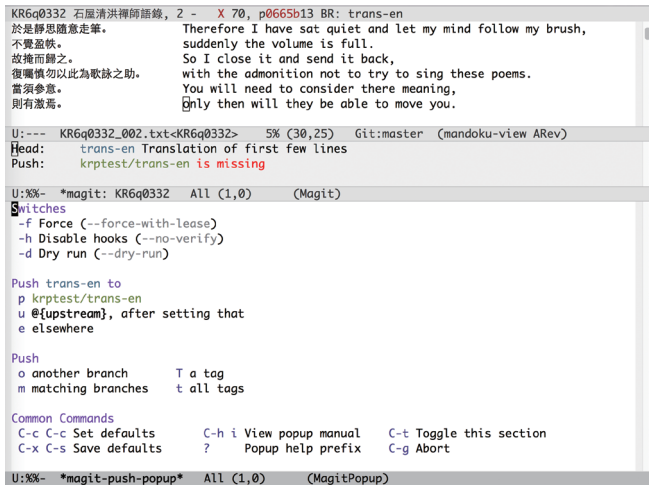 KR6q0332 石屋清洪禪師語錄, 2 -   X 70, p0665b13 BR: trans-en
於是靜思隨意走筆。 Therefore I have sat quiet and let my mind follow my brush,
不覺盈帙。 suddenly the volume is full.
故掩而歸之。 So I close it and send it back,
復囑慎勿以此為歌詠之助。 with the admonition not to try to sing these poems.
當須參意。 You will need to consider there meaning,
則有激焉。 only then will they be able to move you.
U:--- KR6q0332_002.txt<KR6q0332> 5% (30,25) Git:master (mandoku-view ARev)
Head: trans-en Translation of first few lines
Push: krptest/trans-en is missing
U:%%- *magit: KR6q0332 All (1,0) (Magit)
Switches
-f Force (--force-with-lease)
-h Disable hooks (--no-verify)
-d Dry run (--dry-run)
Push trans-en to
p krptest/trans-en
u @{upstream}, after setting that
e elsewhere
Push
o another branch T a tag
m matching branches t all tags
Common Commands
C-c C-c Set defaults C-h i View popup manual C-t Toggle this section
C-x C-s Save defaults ? Popup help prefix C-g Abort
U:%%- *magit-push-popup* All (1,0) (MagitPopup)